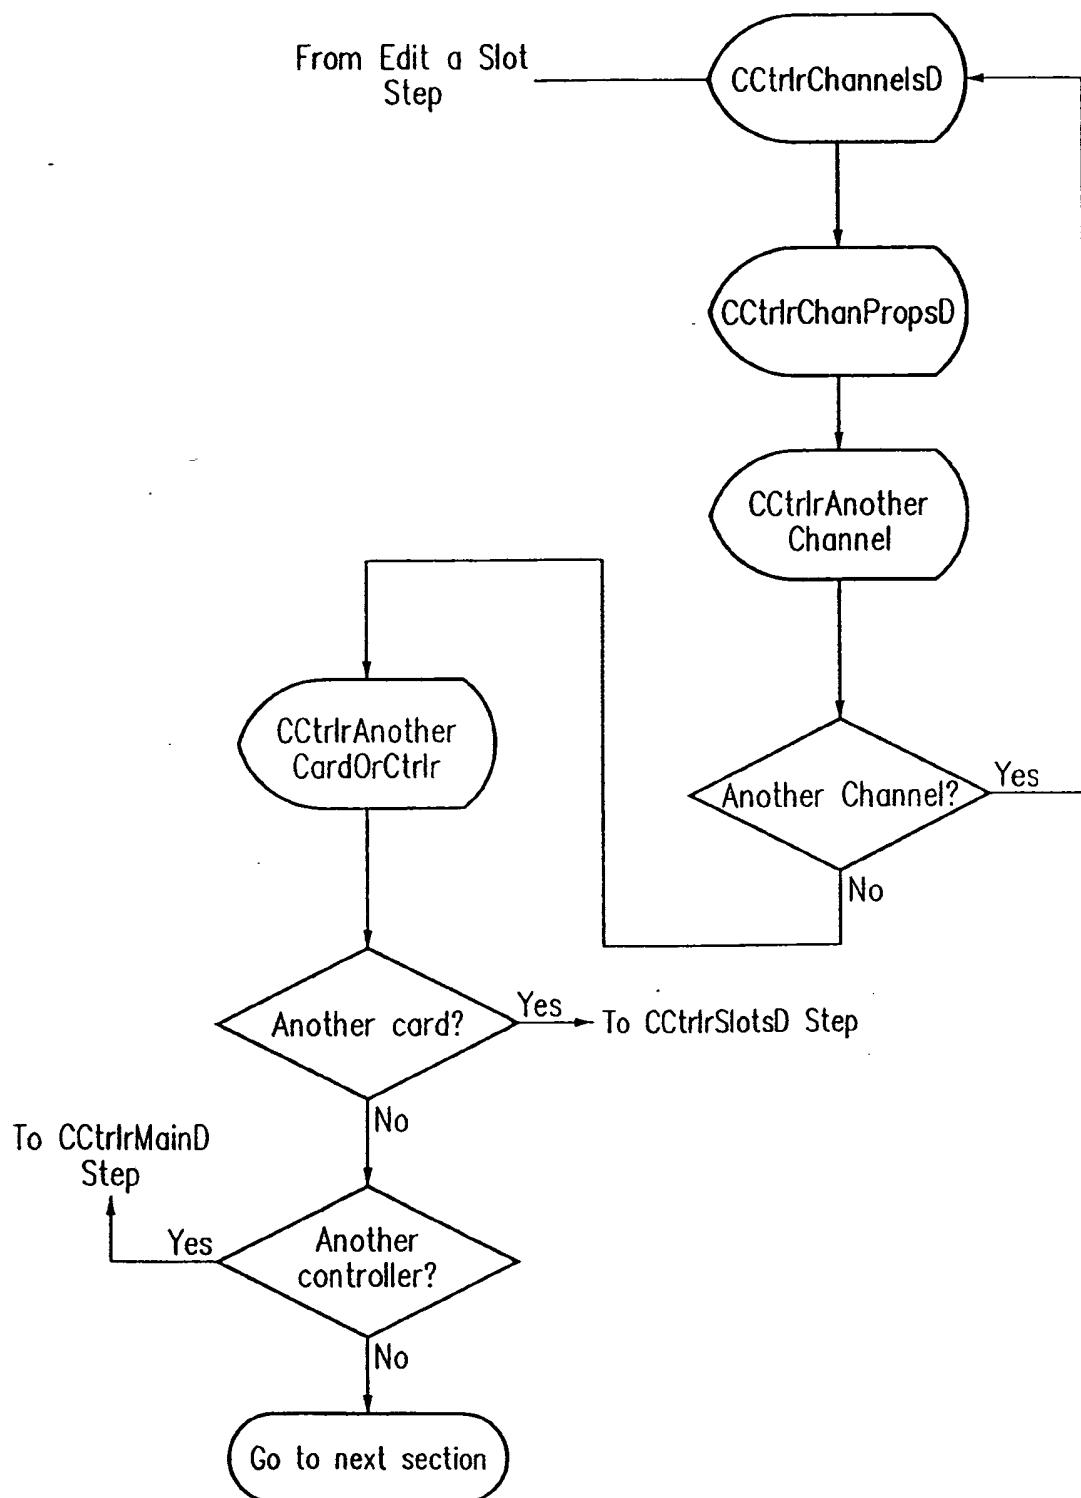 From Edit a Slot
Step
CCtrlrChannelsD
CCtrlrChanPropsD
CCtrlrAnother
Channel
CCtrlrAnother
CardOrCtrlr
Another Channel?
Yes
No
Another card?
Yes
To CCtrlrSlotsD Step
No
To CCtrlrMainD
Step
Yes
Another
controller?
No
Go to next section